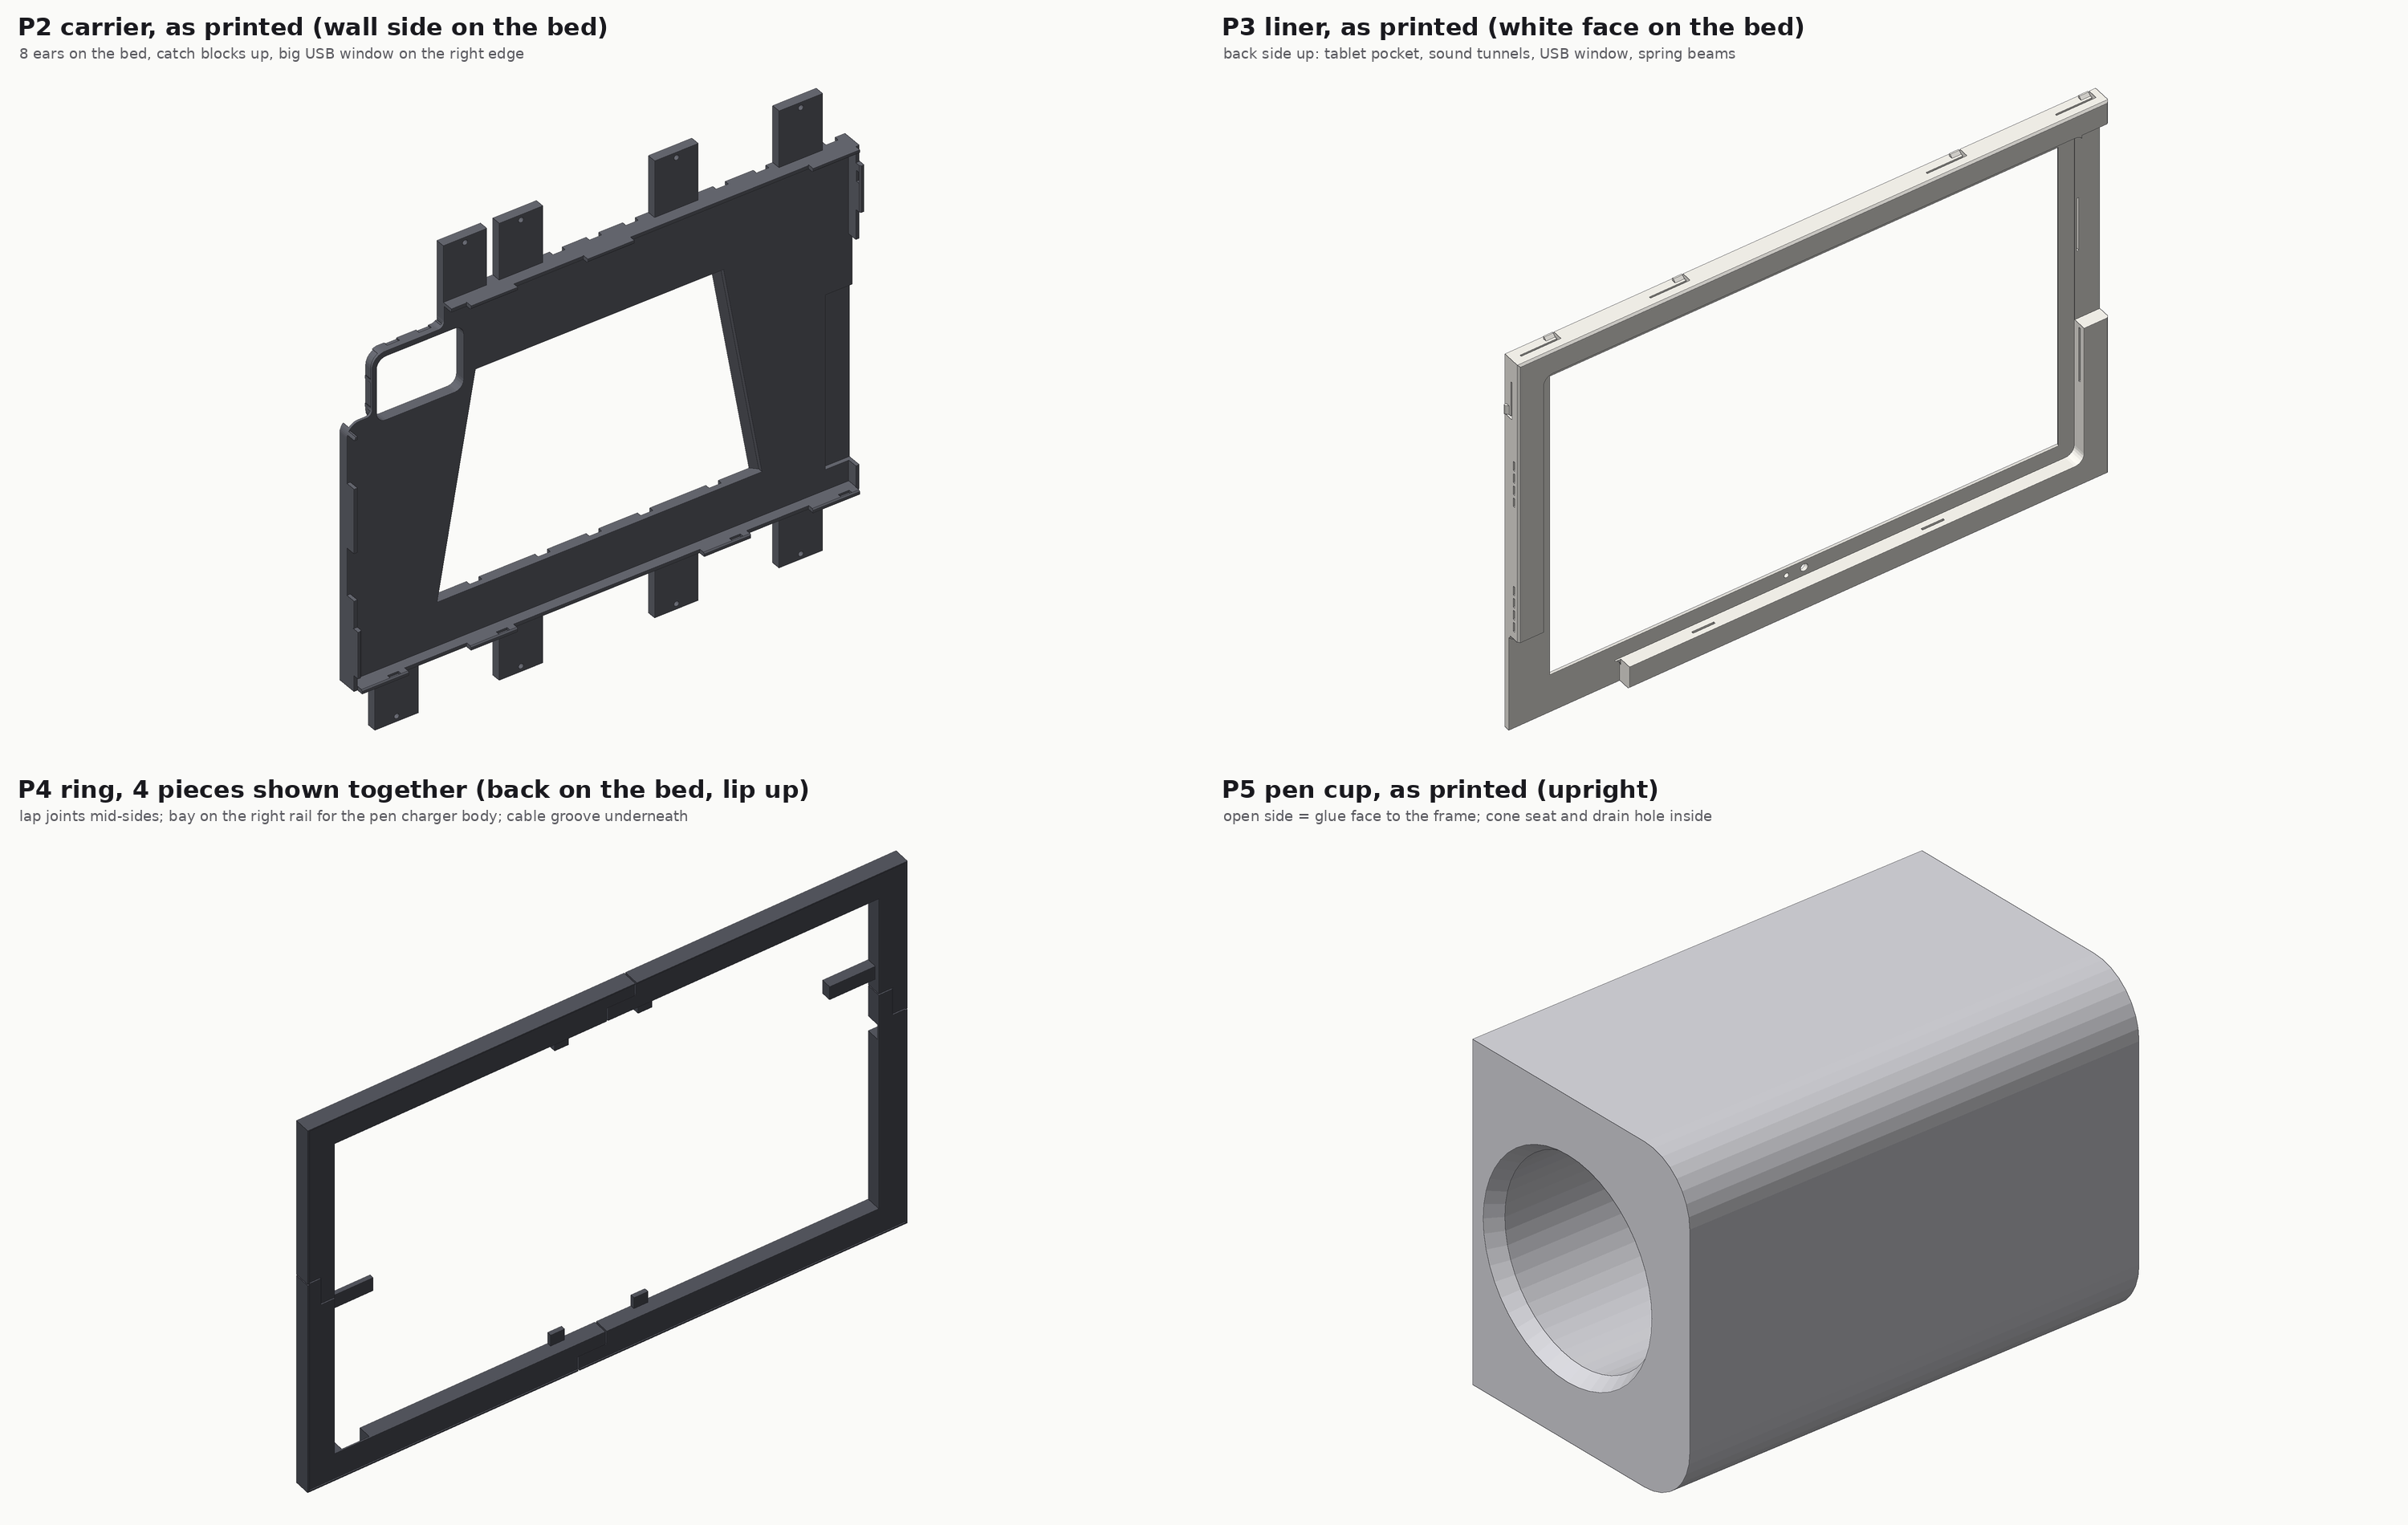 P2 carrier, as printed (wall side on the bed)
8 ears on the bed, catch blocks up, big USB window on the right edge
P3 liner, as printed (white face on the bed)
back side up: tablet pocket, sound tunnels, USB window, spring beams
P4 ring, 4 pieces shown together (back on the bed, lip up)
lap joints mid-sides; bay on the right rail for the pen charger body; cable groove underneath
P5 pen cup, as printed (upright)
open side = glue face to the frame; cone seat and drain hole inside